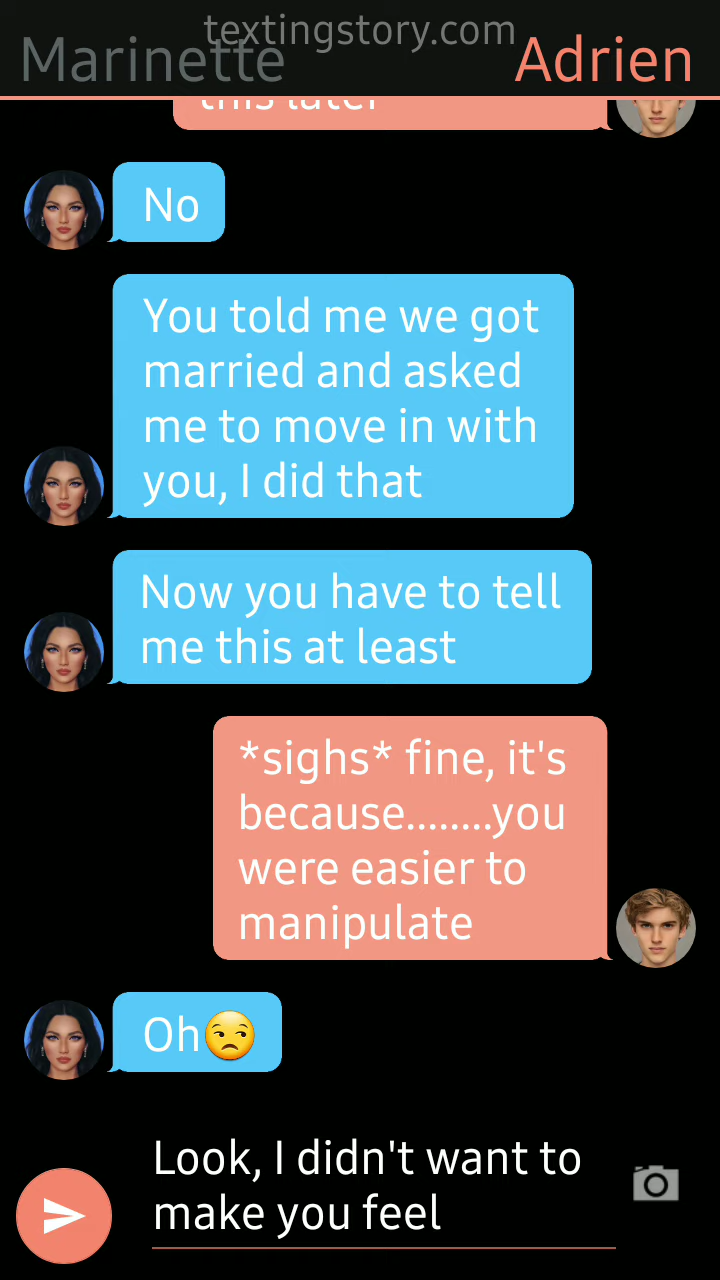 textingstory.com
Marinette Adrien
this later
No
You told me we got
married and asked
me to move in with
you, I did that
Now you have to tell
me this at least
*sighs* fine, it's
because........you
were easier to
manipulate
Oh😒
Look, I didn't want to
make you feel